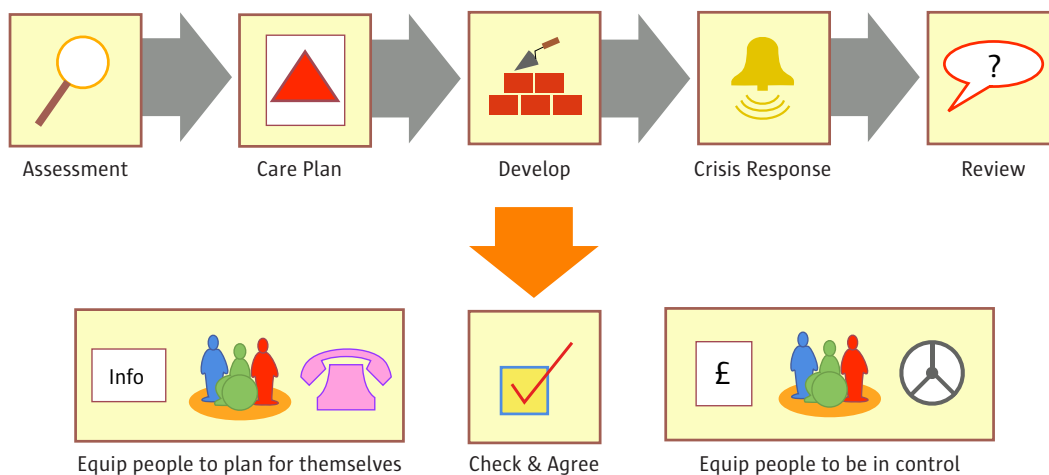 ?
Assessment
Care Plan
Develop
Crisis Response
Review
Info
£
Equip people to plan for themselves
Check & Agree
Equip people to be in control